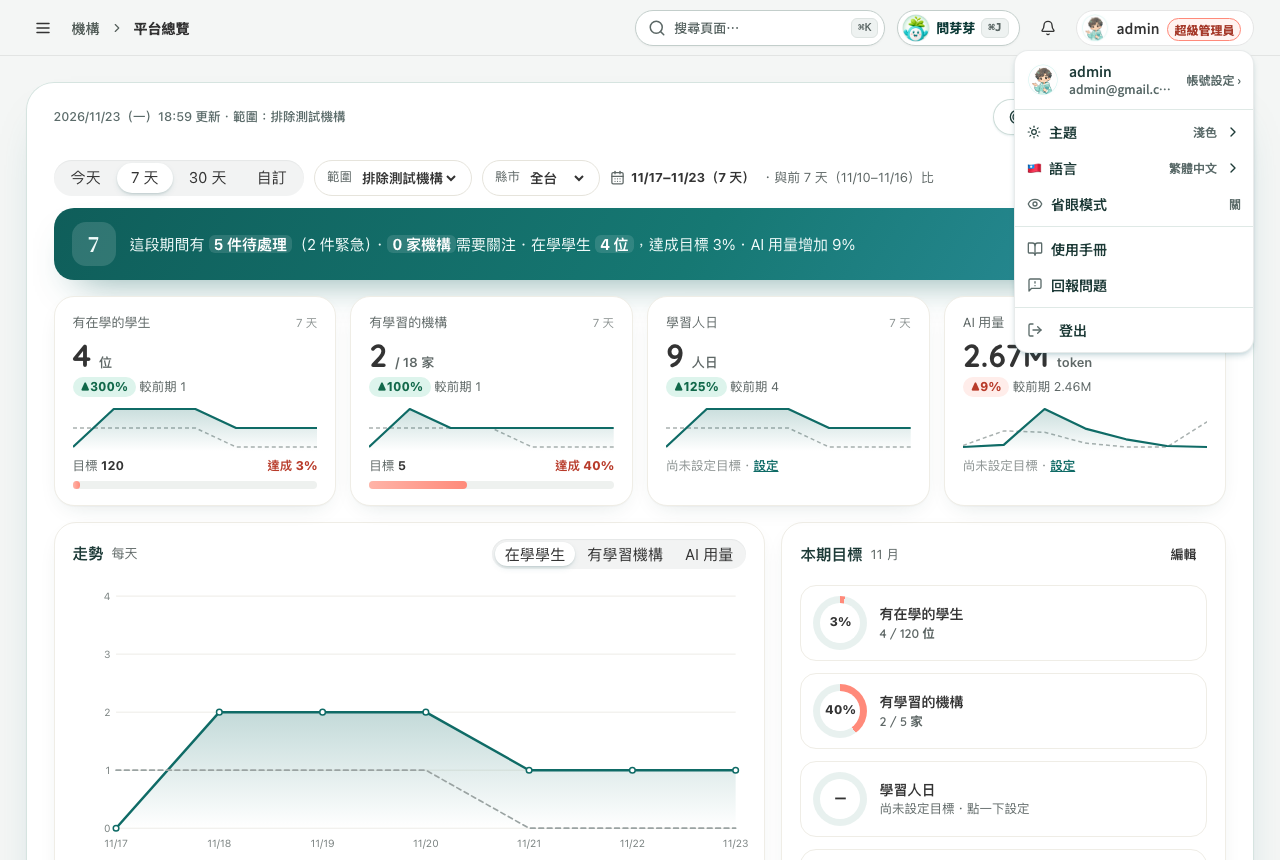 機構 > 平台總覽
搜尋頁面… ⌘K
問芽芽 ⌘J
admin 超級管理員
admin
admin@gmail.c… 帳號設定 ›
主題 淺色
🇹🇼 語言 繁體中文
省眼模式 關
使用手冊
回報問題
登出
2026/11/23（一）18:59 更新 · 範圍：排除測試機構
今天 7 天 30 天 自訂 範圍 排除測試機構 縣市 全台 11/17–11/23（7 天） · 與前 7 天（11/10–11/16）比
7 這段期間有 5 件待處理（2 件緊急）· 0 家機構需要關注 · 在學學生 4 位，達成目標 3% · AI 用量增加 9%
有在學的學生 7 天
4 位
▲300% 較前期 1
目標 120 達成 3%
有學習的機構 7 天
2 / 18 家
▲100% 較前期 1
目標 5 達成 40%
學習人日 7 天
9 人日
▲125% 較前期 4
尚未設定目標 · 設定
AI 用量
2.67M token
▲9% 較前期 2.46M
尚未設定目標 · 設定
走勢 每天
在學學生 有學習機構 AI 用量
4
3
2
1
0
11/17 11/18 11/19 11/20 11/21 11/22 11/23
本期目標 11 月 編輯
3%
有在學的學生
4 / 120 位
40%
有學習的機構
2 / 5 家
—
學習人日
尚未設定目標 · 點一下設定